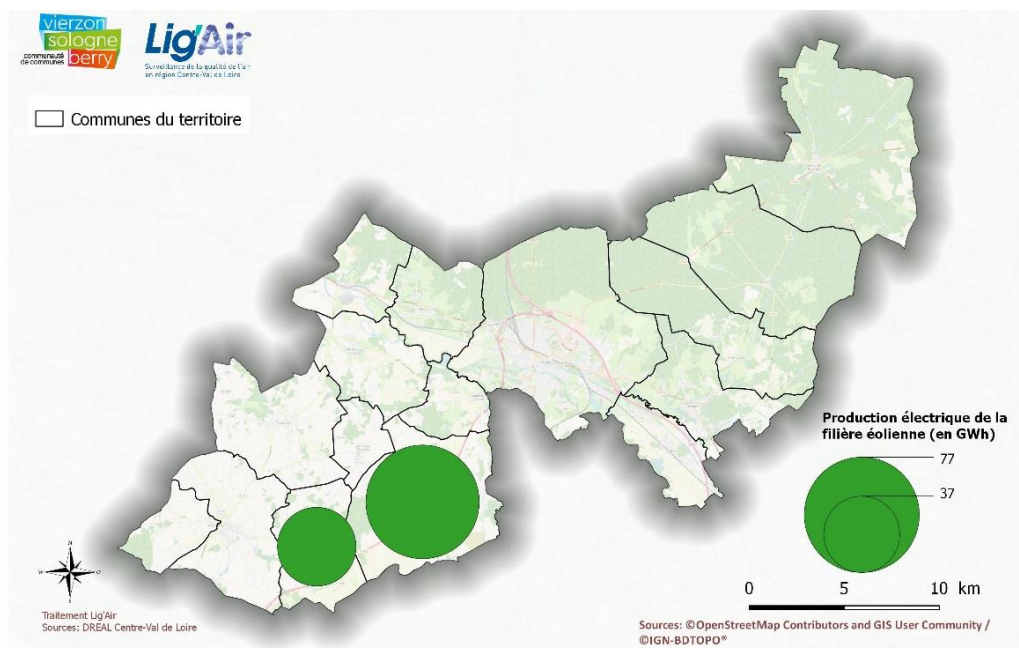 vierzon
sologne
berry
communauté
de communes
Lig'Air
Surveillance de la qualité de l'air
en région Centre-Val de Loire
Communes du territoire
Production électrique de la
filière éolienne (en GWh)
77
37
N
W
0 5 10 km
Traitement Lig'Air
Sources: DREAL Centre-Val de Loire
Sources: ©OpenStreetMap Contributors and GIS User Community /
©IGN-BDTOPO®